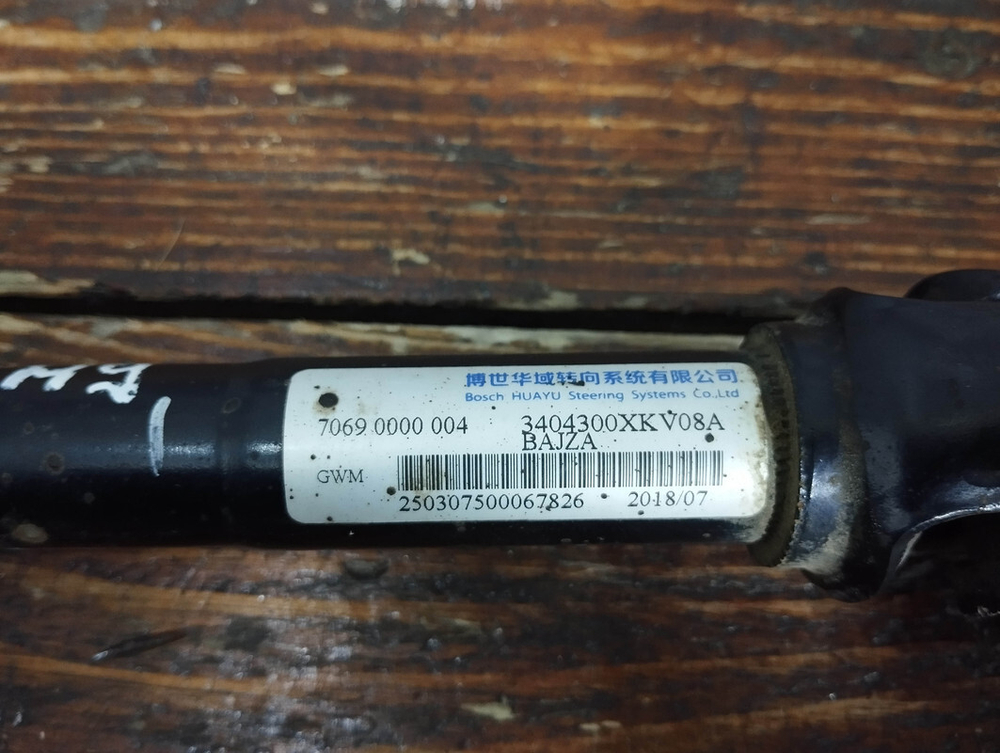 博世华域转向系统有限公司
Bosch HUAYU Steering Systems Co.,Ltd
7069 0000 004 3404300XKV08A
BAJZA
GWM
250307500067826 2018/07